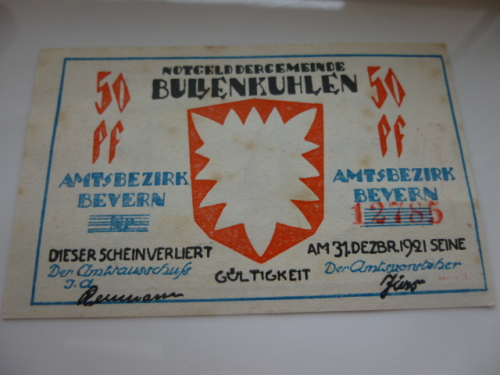 NOTGELD DER GEMEINDE
BULLENKUHLEN
50
PF
50
PF
AMTSBEZIRK
BEVERN
AMTSBEZIRK
BEVERN
No
12785
DIESER SCHEIN VERLIERT
AM 31. DEZBR. 1921 SEINE
GÜLTIGKEIT
Der Amtsausschuß
J. A.
Der Amtsvorsteher